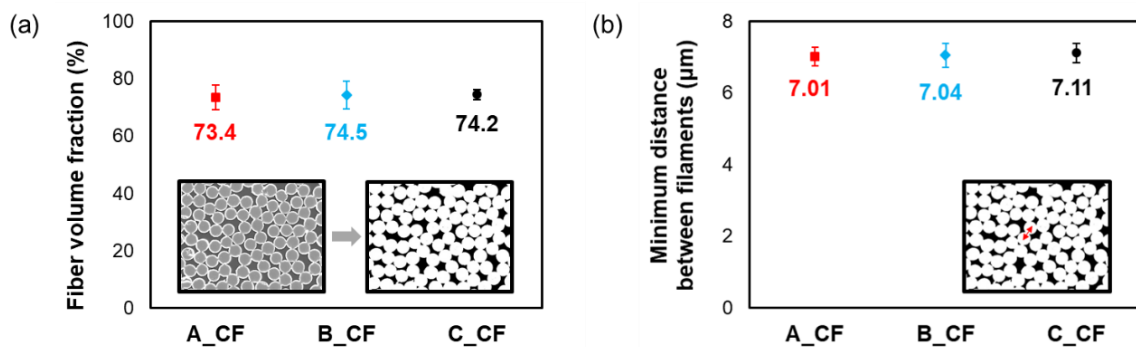 (a)
Fiber volume fraction (%)
100
80
60
40
20
0
73.4
74.5
74.2
A_CF
B_CF
C_CF
(b)
Minimum distance
between filaments (μm)
8
6
4
2
0
7.01
7.04
7.11
A_CF
B_CF
C_CF